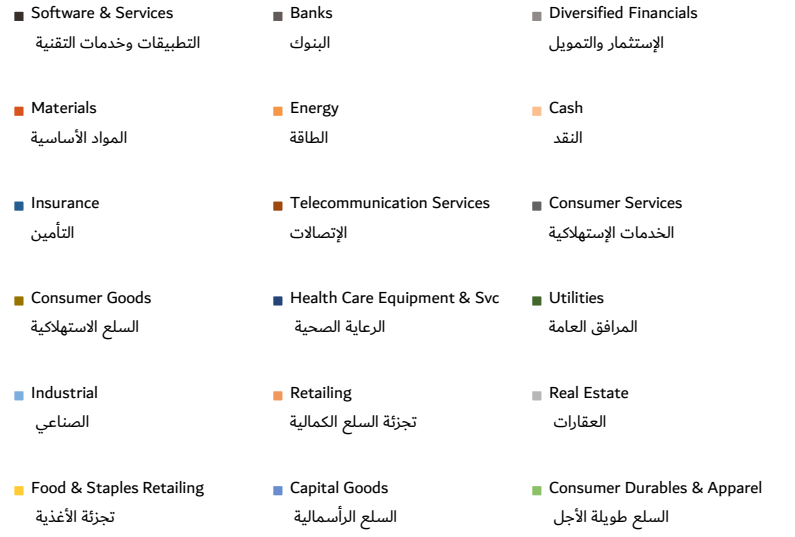 Software & Services
التطبيقات وخدمات التقنية
Banks
البنوك
Diversified Financials
الإستثمار والتمويل
Materials
المواد الأساسية
Energy
الطاقة
Cash
النقد
Insurance
التأمين
Telecommunication Services
الإتصالات
Consumer Services
الخدمات الإستهلاكية
Consumer Goods
السلع الاستهلاكية
Health Care Equipment & Svc
الرعاية الصحية
Utilities
المرافق العامة
Industrial
الصناعي
Retailing
تجزئة السلع الكمالية
Real Estate
العقارات
Food & Staples Retailing
تجزئة الأغذية
Capital Goods
السلع الرأسمالية
Consumer Durables & Apparel
السلع طويلة الأجل